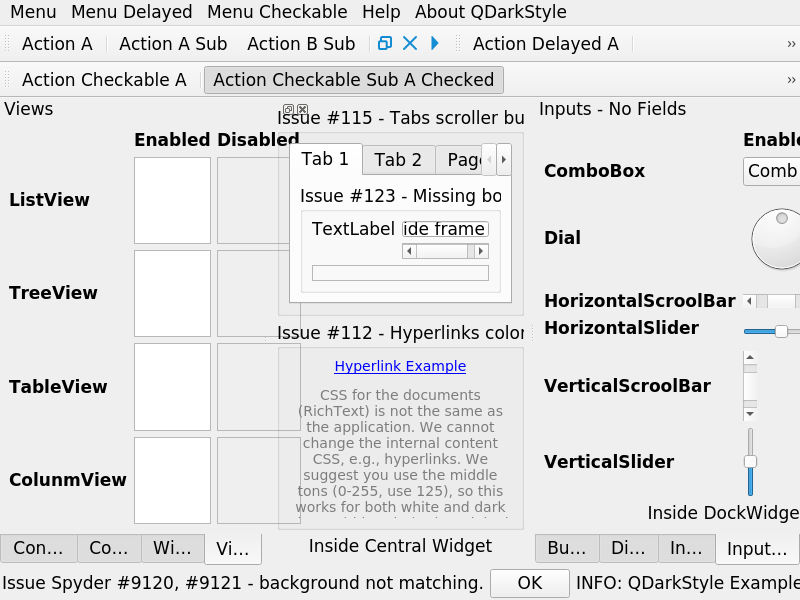 Menu Menu Delayed Menu Checkable Help About QDarkStyle
Action A Action A Sub Action B Sub Action Delayed A
Action Checkable A Action Checkable Sub A Checked
Views
Enabled Disabled
ListView
TreeView
TableView
ColunmView
Con... Co... Wi... Vi...
Issue #115 - Tabs scroller bu
Tab 1 Tab 2 Pag
Issue #123 - Missing bo
TextLabel ide frame
Issue #112 - Hyperlinks color
Hyperlink Example
CSS for the documents
(RichText) is not the same as
the application. We cannot
change the internal content
CSS, e.g., hyperlinks. We
suggest you use the middle
tons (0-255, use 125), so this
works for both white and dark
Inside Central Widget
Inputs - No Fields
Enable
ComboBox Comb
Dial
HorizontalScroolBar
HorizontalSlider
VerticalScroolBar
VerticalSlider
Inside DockWidge
Bu... Di... In... Input...
Issue Spyder #9120, #9121 - background not matching. OK INFO: QDarkStyle Example